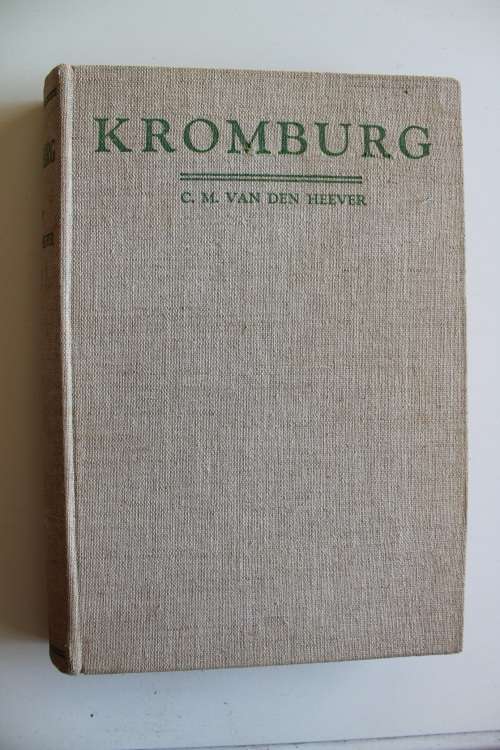 KROMBURG
C. M. VAN DEN HEEVER